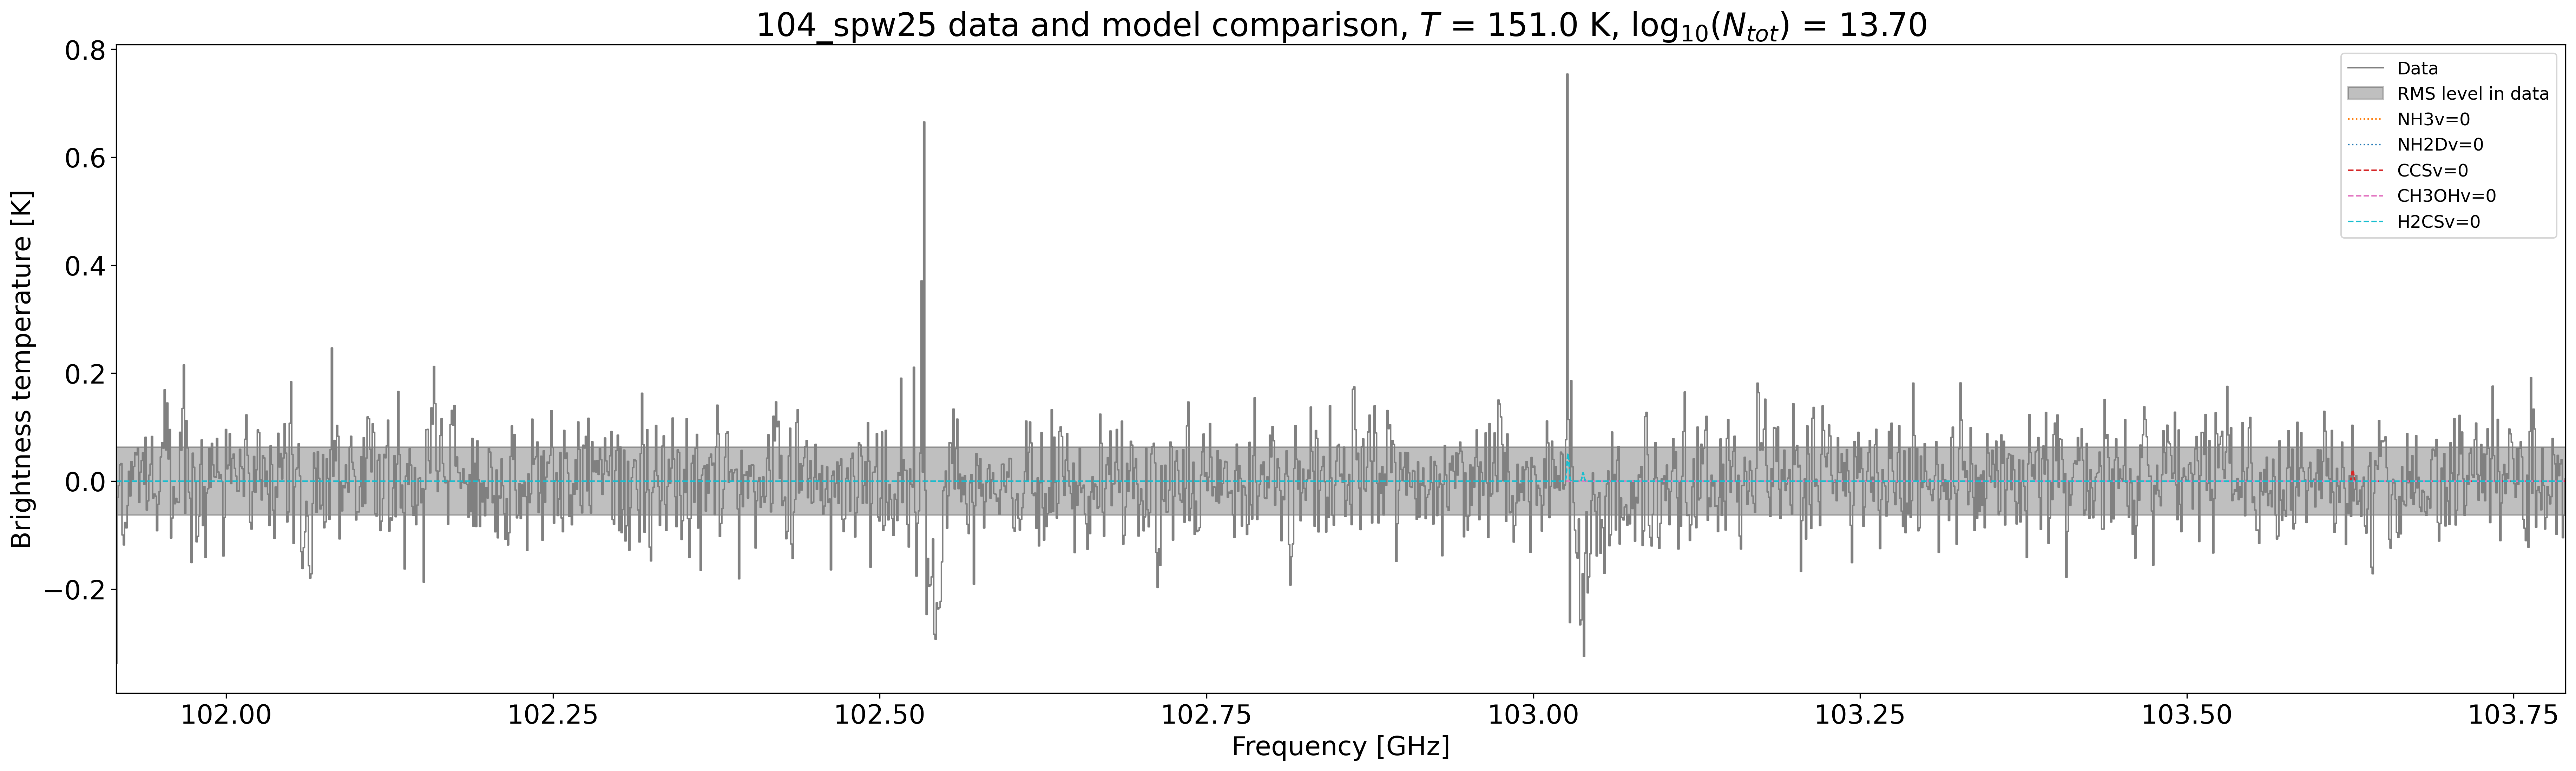 104_spw25 data and model comparison, T = 151.0 K, log₁₀(Nₜₒₜ) = 13.70
Brightness temperature [K]
0.8
0.6
0.4
0.2
0.0
−0.2
Data
RMS level in data
NH3v=0
NH2Dv=0
CCSv=0
CH3OHv=0
H2CSv=0
102.00 102.25 102.50 102.75 103.00 103.25 103.50 103.75
Frequency [GHz]